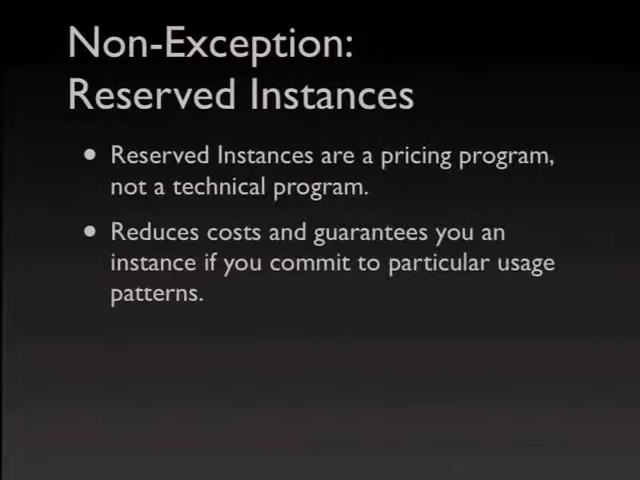 Non-Exception:
Reserved Instances
• Reserved Instances are a pricing program,
not a technical program.
• Reduces costs and guarantees you an
instance if you commit to particular usage
patterns.